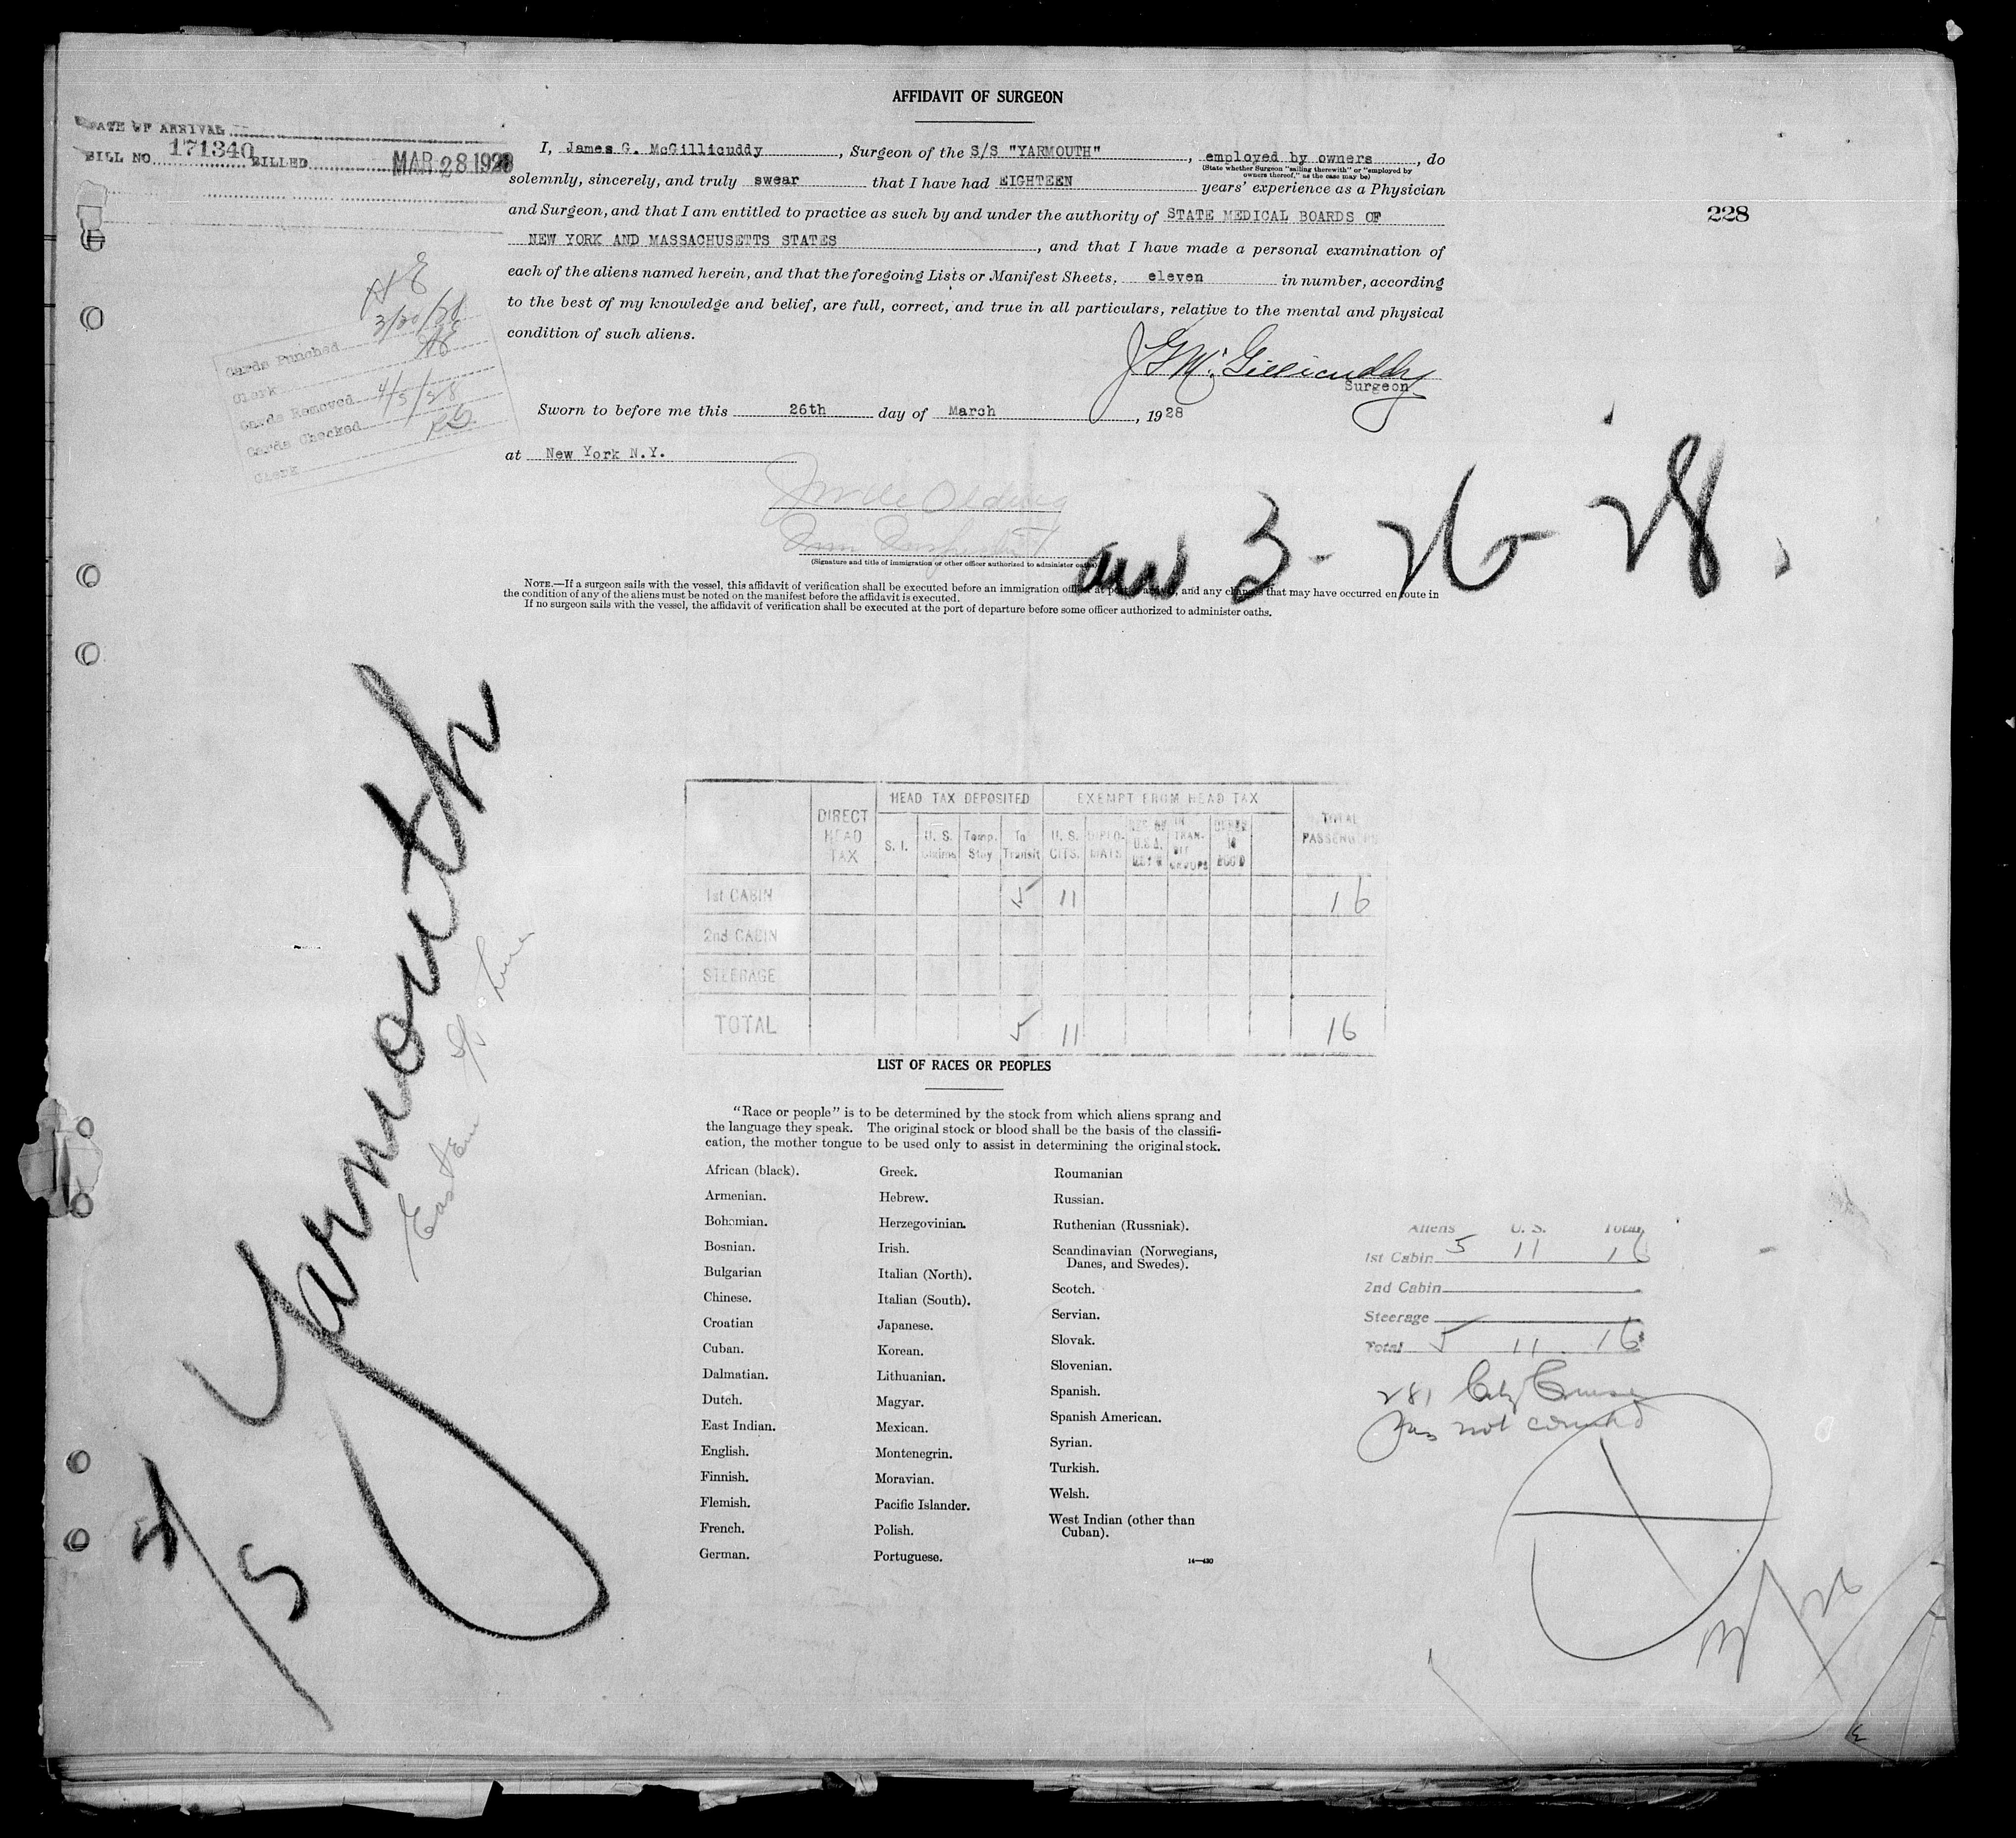 AFFIDAVIT OF SURGEON
DATE OF ARRIVAL
BILL NO. 171340 BILLED MAR 28 1928
I, James G. McGillicuddy, Surgeon of the S/S "YARMOUTH", employed by owners, do
(State whether Surgeon "sailing therewith" or "employed by
owners thereof," as the case may be)
solemnly, sincerely, and truly swear that I have had EIGHTEEN years' experience as a Physician
and Surgeon, and that I am entitled to practice as such by and under the authority of STATE MEDICAL BOARDS OF
NEW YORK AND MASSACHUSETTS STATES, and that I have made a personal examination of
each of the aliens named herein, and that the foregoing Lists or Manifest Sheets, eleven in number, according
to the best of my knowledge and belief, are full, correct, and true in all particulars, relative to the mental and physical
condition of such aliens.
228
J G McGillicuddy
Surgeon
Sworn to before me this 26th day of March, 1928
at New York N.Y.
Cards Punched 3/30/28
Clerk
Cards Removed 4/5/28
Cards Checked
Clerk
(Signature and title of immigration or other officer authorized to administer oaths)
arr 3-26-28.
NOTE.—If a surgeon sails with the vessel, this affidavit of verification shall be executed before an immigration officer at port of arrival, and any changes that may have occurred en route in
the condition of any of the aliens must be noted on the manifest before the affidavit is executed.
If no surgeon sails with the vessel, the affidavit of verification shall be executed at the port of departure before some officer authorized to administer oaths.
Yarmouth
Eastern S/S Line
DIRECT HEAD TAX
HEAD TAX DEPOSITED
EXEMPT FROM HEAD TAX
TOTAL PASSENGERS
S. I. U. S. Claims Temp. Stay To Transit U. S. CITS. DIPLOMATS
1st CABIN 5 11 16
2nd CABIN
STEERAGE
TOTAL 5 11 16
LIST OF RACES OR PEOPLES
"Race or people" is to be determined by the stock from which aliens sprang and
the language they speak. The original stock or blood shall be the basis of the classifi-
cation, the mother tongue to be used only to assist in determining the original stock.
African (black).
Armenian.
Bohemian.
Bosnian.
Bulgarian
Chinese.
Croatian
Cuban.
Dalmatian.
Dutch.
East Indian.
English.
Finnish.
Flemish.
French.
German.
Greek.
Hebrew.
Herzegovinian.
Irish.
Italian (North).
Italian (South).
Japanese.
Korean.
Lithuanian.
Magyar.
Mexican.
Montenegrin.
Moravian.
Pacific Islander.
Polish.
Portuguese.
Roumanian
Russian.
Ruthenian (Russniak).
Scandinavian (Norwegians,
Danes, and Swedes).
Scotch.
Servian.
Slovak.
Slovenian.
Spanish.
Spanish American.
Syrian.
Turkish.
Welsh.
West Indian (other than
Cuban).
14—430
Aliens U. S. Total
1st Cabin 5 11 16
2nd Cabin
Steerage
Total 5 11 16
281
not counted